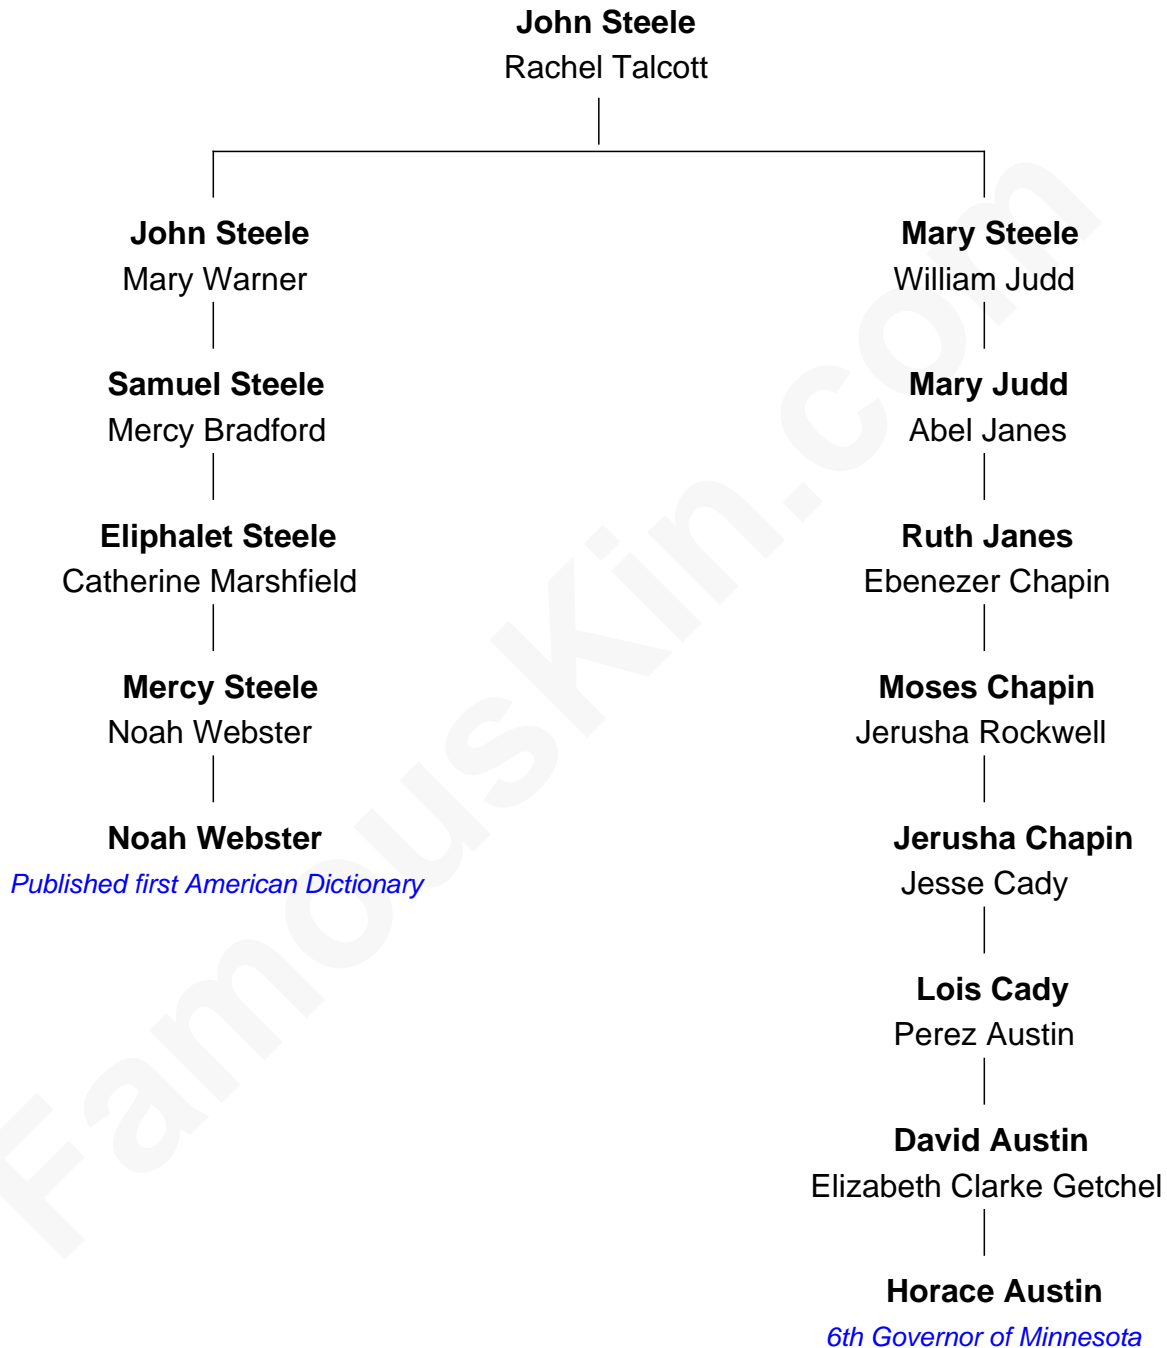 John Steele
Rachel Talcott
John Steele
Mary Warner
Samuel Steele
Mercy Bradford
Eliphalet Steele
Catherine Marshfield
Mercy Steele
Noah Webster
Noah Webster
Published first American Dictionary
Mary Steele
William Judd
Mary Judd
Abel Janes
Ruth Janes
Ebenezer Chapin
Moses Chapin
Jerusha Rockwell
Jerusha Chapin
Jesse Cady
Lois Cady
Perez Austin
David Austin
Elizabeth Clarke Getchel
Horace Austin
6th Governor of Minnesota
FamousKin.com